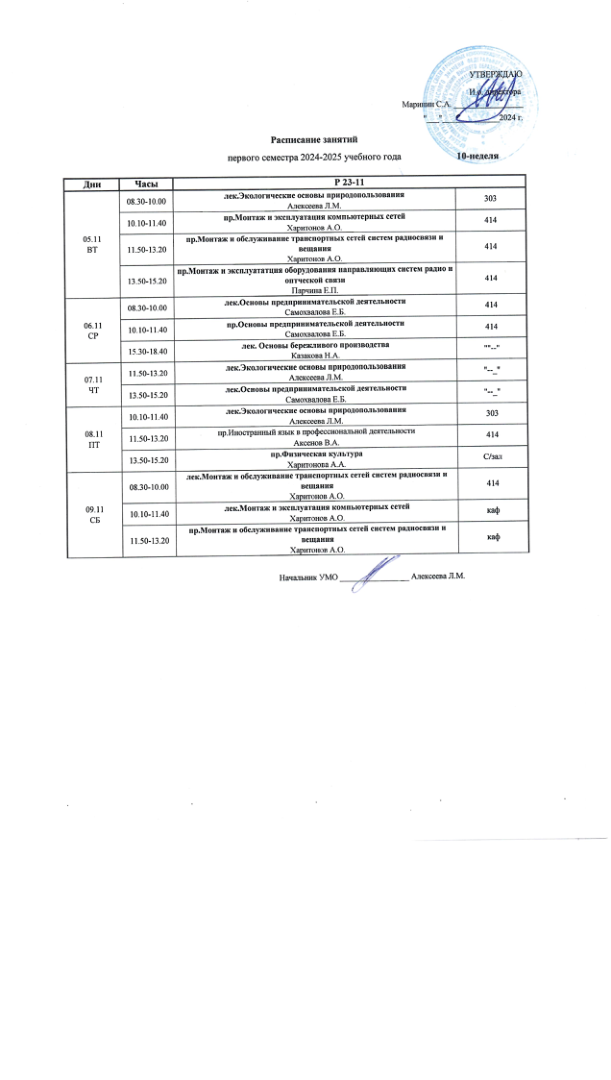 УТВЕРЖДАЮ
И.о. директора
Маринин С.А.
"___" 2024 г.
Расписание занятий
первого семестра 2024-2025 учебного года 10-неделя
Дни Часы Р 23-11
05.11
ВТ
08.30-10.00 лек.Экологические основы природопользования 303
Алексеева Л.М.
10.10-11.40 пр.Монтаж и эксплуатация компьютерных сетей 414
Харитонов А.О.
11.50-13.20 пр.Монтаж и обслуживание транспортных сетей систем радиосвязи и 414
вещания
Харитонов А.О.
13.50-15.20 пр.Монтаж и эксплуататция оборудования направляющих систем радио и 414
оптческой связи
Парчина Е.П.
06.11
СР
08.30-10.00 лек.Основы предпринимательской деятельности 414
Самохвалова Е.Б.
10.10-11.40 пр.Основы предпринимательской деятельности 414
Самохвалова Е.Б.
15.30-18.40 лек. Основы бережливого производства ""--"
Казакова Н.А.
07.11
ЧТ
11.50-13.20 лек.Экологические основы природопользования "--_"
Алексеева Л.М.
13.50-15.20 лек.Основы предпринимательской деятельности "--_"
Самохвалова Е.Б.
08.11
ПТ
10.10-11.40 лек.Экологические основы природопользования 303
Алексеева Л.М.
11.50-13.20 пр.Иностранный язык в профессиональной деятельности 414
Аксенов В.А.
13.50-15.20 пр.Физическая культура С/зал
Харитонова А.А.
09.11
СБ
08.30-10.00 лек.Монтаж и обслуживание транспортных сетей систем радиосвязи и 414
вещания
Харитонов А.О.
10.10-11.40 лек.Монтаж и эксплуатация компьютерных сетей каф
Харитонов А.О.
11.50-13.20 пр.Монтаж и обслуживание транспортных сетей систем радиосвязи и каф
вещания
Харитонов А.О.
Начальник УМО ________________ Алексеева Л.М.